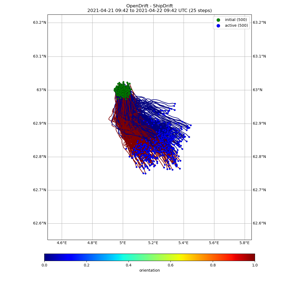 OpenDrift - ShipDrift
2021-04-21 09:42 to 2021-04-22 09:42 UTC (25 steps)
initial (500)
active (500)
63.2°N 63.2°N
63.1°N 63.1°N
63°N 63°N
62.9°N 62.9°N
62.8°N 62.8°N
62.7°N 62.7°N
62.6°N 62.6°N
4.6°E 4.8°E 5°E 5.2°E 5.4°E 5.6°E 5.8°E
0.0 0.2 0.4 0.6 0.8 1.0
orientation